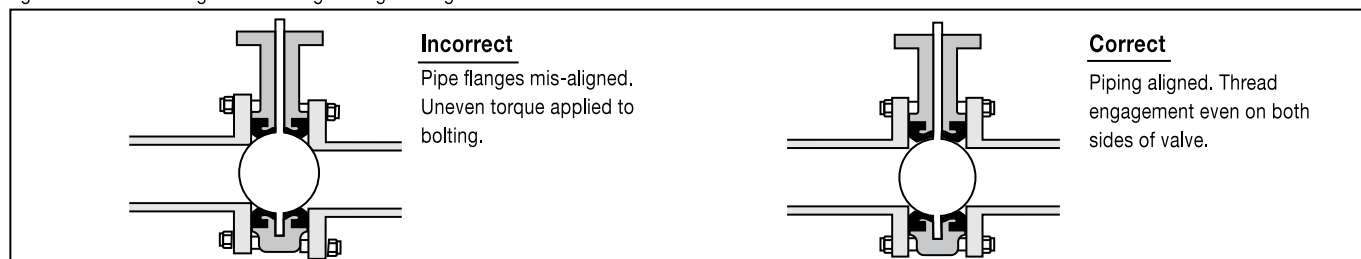 Incorrect
Pipe flanges mis-aligned.
Uneven torque applied to
bolting.
Correct
Piping aligned. Thread
engagement even on both
sides of valve.